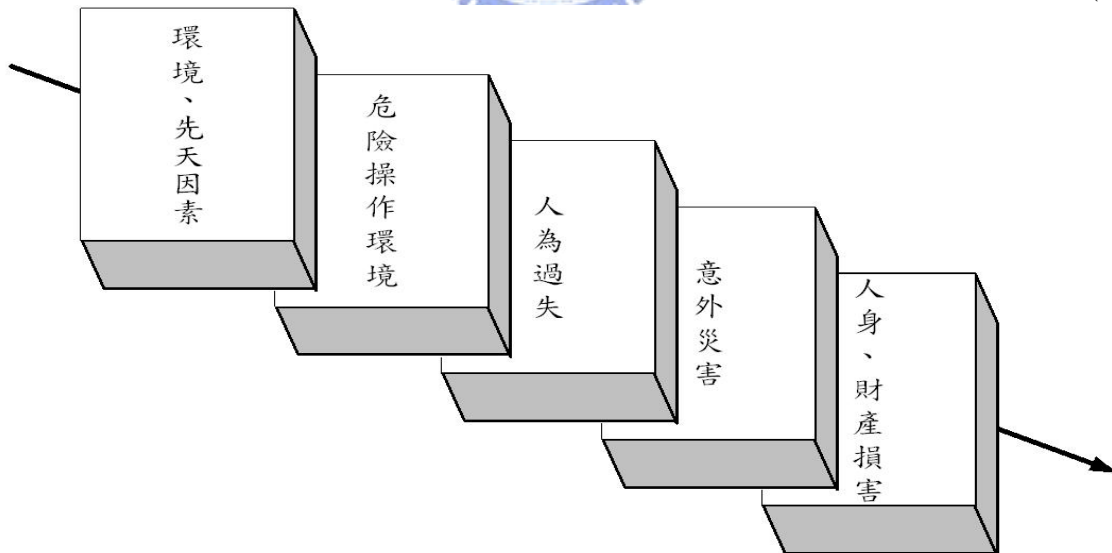 環境、先天因素
危險操作環境
人為過失
意外災害
人身、財產損害